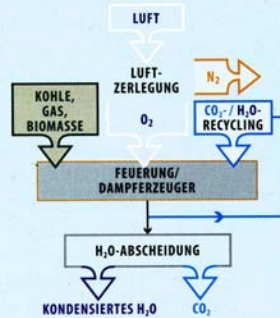 LUFT
LUFT-
ZERLEGUNG
N₂
KOHLE,
GAS,
BIOMASSE
O₂
CO₂-/H₂O-
RECYCLING
FEUERUNG/
DAMPFERZEUGER
H₂O-ABSCHEIDUNG
KONDENSIERTES H₂O
CO₂